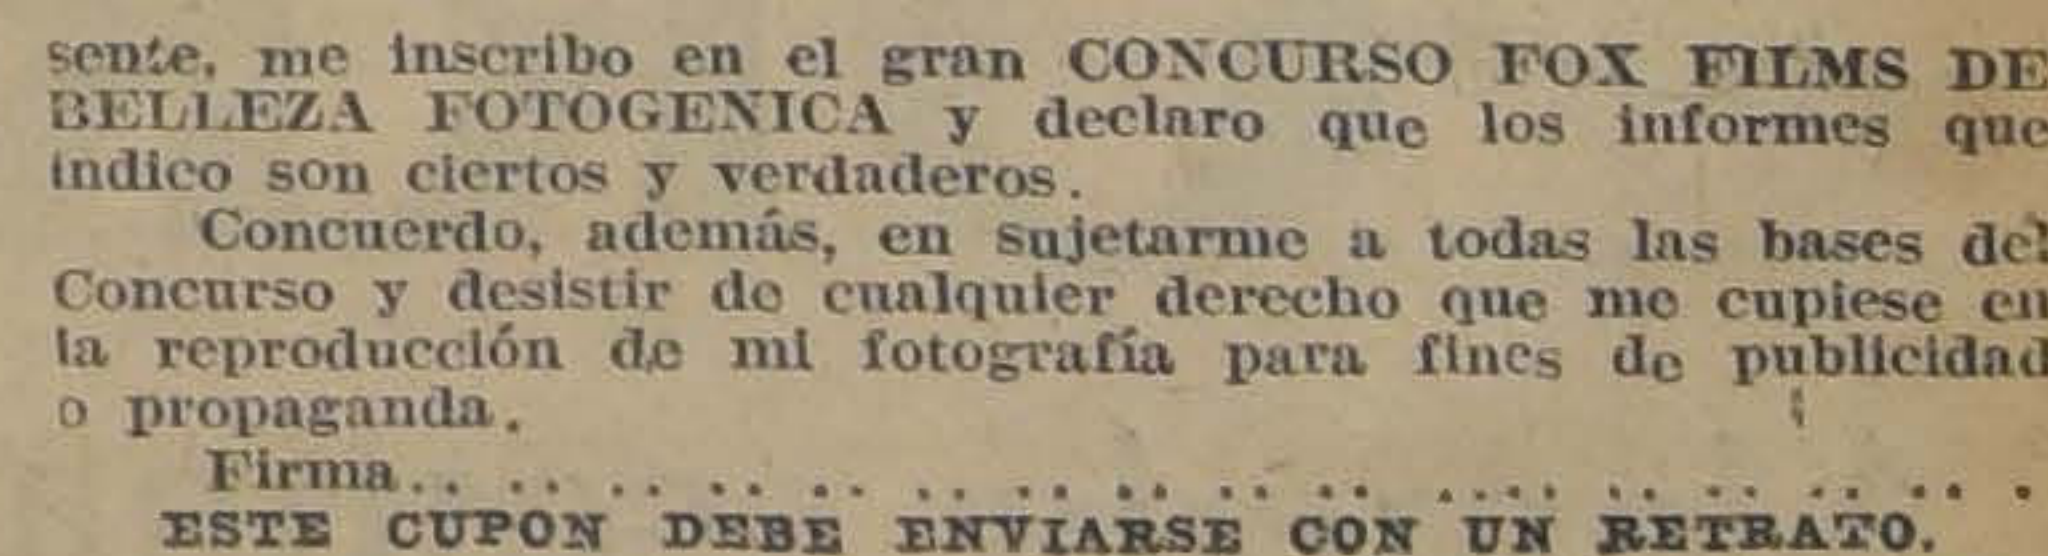 sente, me inscribo en el gran CONCURSO FOX FILMS DE
BELLEZA FOTOGENICA y declaro que los informes que
indico son ciertos y verdaderos.
Concuerdo, además, en sujetarme a todas las bases del
Concurso y desistir de cualquier derecho que me cupiese en
la reproducción de mi fotografía para fines de publicidad
o propaganda.
Firma.. .. .. .. .. .. .. .. .. .. .... .. .. .. .. .
ESTE CUPON DEBE ENVIARSE CON UN RETRATO.